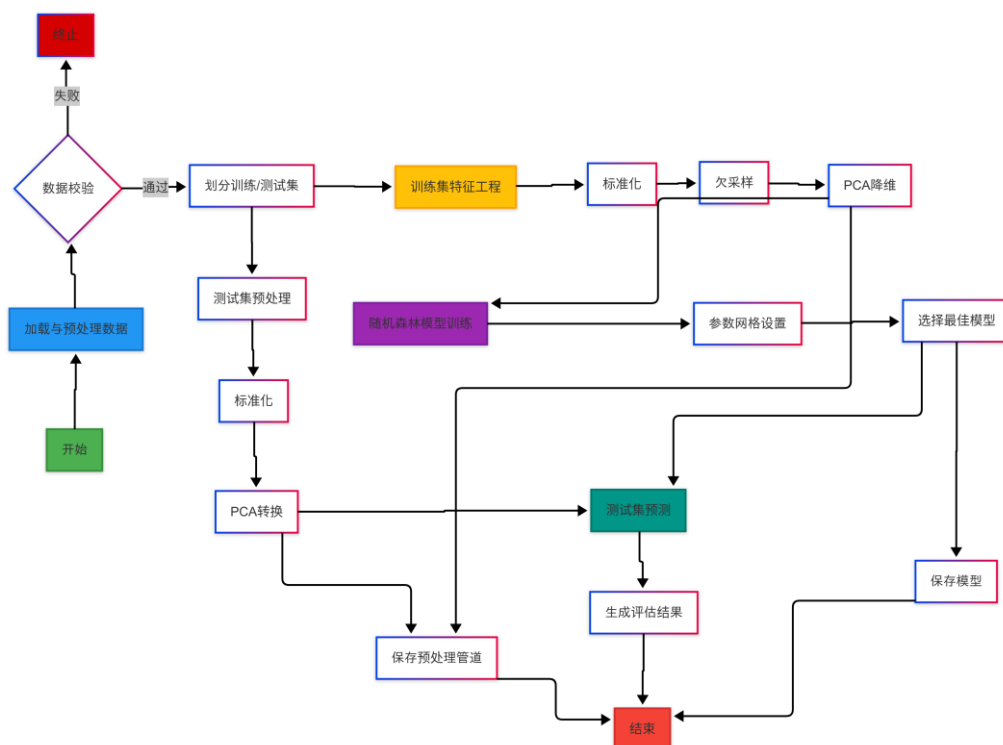 终止
失败
数据校验
通过
划分训练/测试集
训练集特征工程
标准化
欠采样
PCA降维
测试集预处理
加载与预处理数据
随机森林模型训练
参数网格设置
选择最佳模型
标准化
开始
PCA转换
测试集预测
保存模型
生成评估结果
保存预处理管道
结束